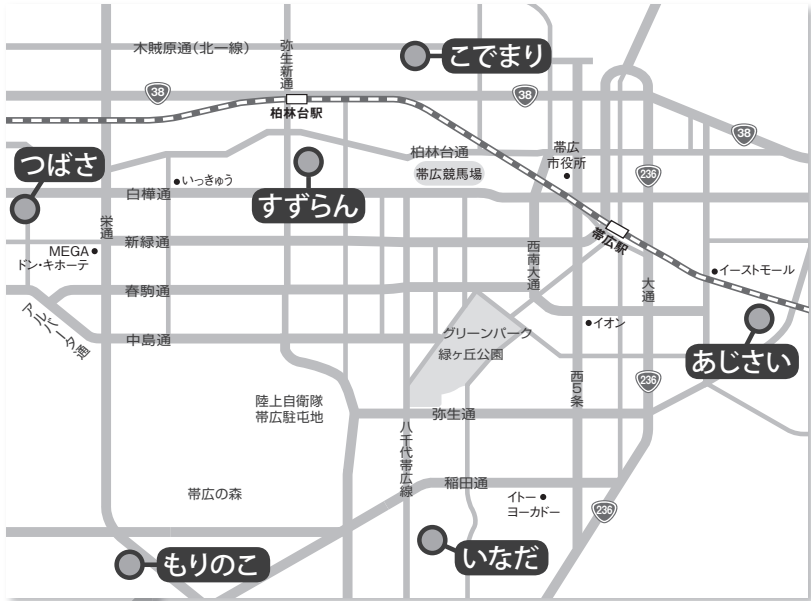 木賊原通(北一線)
弥生新通
こでまり
38
38
柏林台駅
38
柏林台通
帯広
市役所
つばさ
帯広競馬場
236
いっきゅう
白樺通
すずらん
栄通
新緑通
帯広駅
MEGA
ドン・キホーテ
西南大通
イーストモール
大通
春駒通
アルバータ通
イオン
グリーンパーク
中島通
緑ヶ丘公園
あじさい
西5条
236
陸上自衛隊
帯広駐屯地
弥生通
八千代帯広線
稲田通
帯広の森
イトー
ヨーカドー
236
いなだ
もりのこ